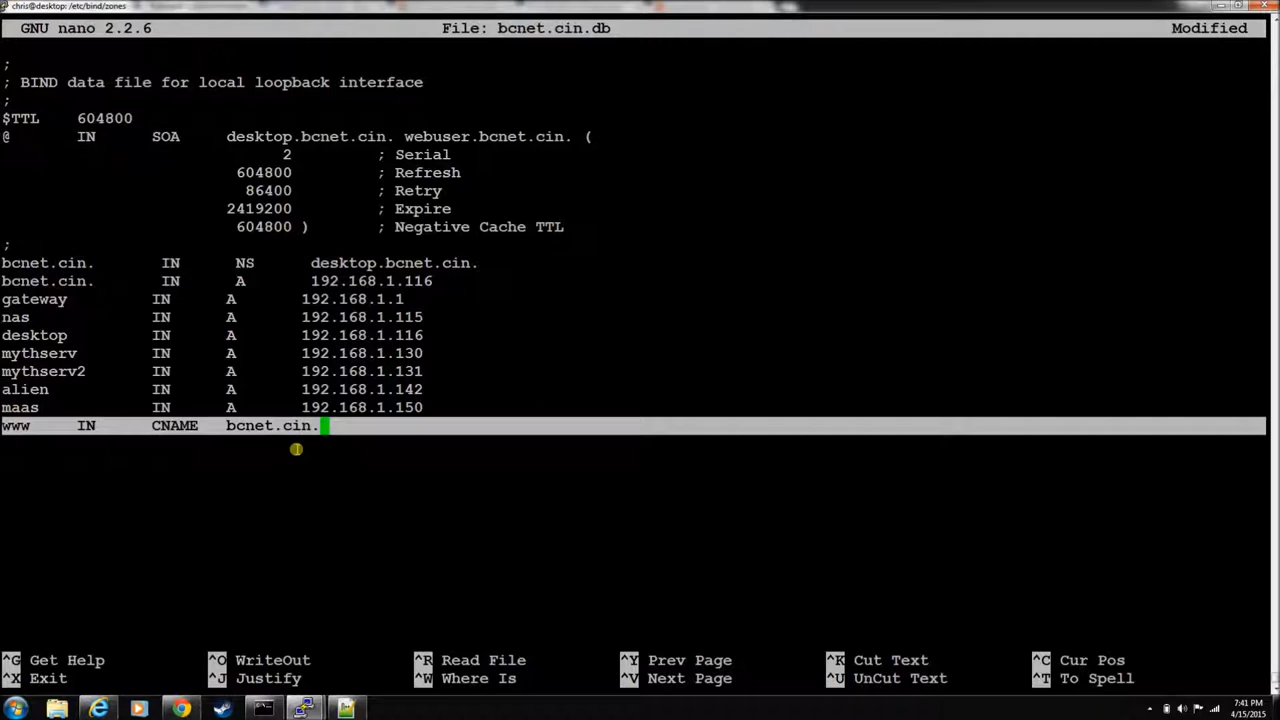 chris@desktop: /etc/bind/zones
GNU nano 2.2.6 File: bcnet.cin.db Modified
;
; BIND data file for local loopback interface
;
$TTL 604800
@ IN SOA desktop.bcnet.cin. webuser.bcnet.cin. (
2 ; Serial
604800 ; Refresh
86400 ; Retry
2419200 ; Expire
604800 ) ; Negative Cache TTL
;
bcnet.cin. IN NS desktop.bcnet.cin.
bcnet.cin. IN A 192.168.1.116
gateway IN A 192.168.1.1
nas IN A 192.168.1.115
desktop IN A 192.168.1.116
mythserv IN A 192.168.1.130
mythserv2 IN A 192.168.1.131
alien IN A 192.168.1.142
maas IN A 192.168.1.150
www IN CNAME bcnet.cin.
^G Get Help ^O WriteOut ^R Read File ^Y Prev Page ^K Cut Text ^C Cur Pos
^X Exit ^J Justify ^W Where Is ^V Next Page ^U UnCut Text ^T To Spell
7:41 PM
4/15/2015